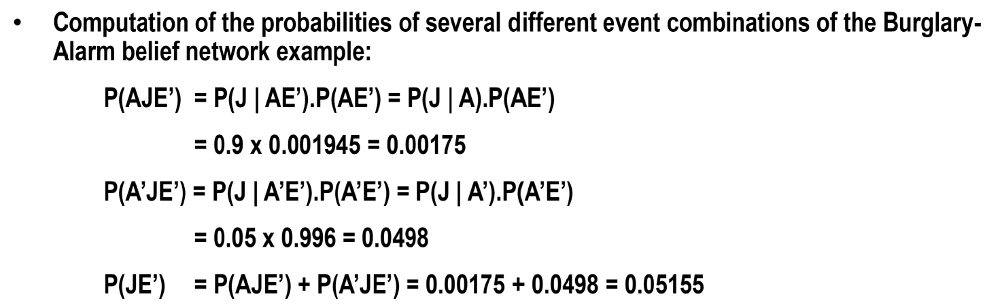 • Computation of the probabilities of several different event combinations of the Burglary-
Alarm belief network example:
P(AJE’) = P(J | AE’).P(AE’) = P(J | A).P(AE’)
= 0.9 x 0.001945 = 0.00175
P(A’JE’) = P(J | A’E’).P(A’E’) = P(J | A’).P(A’E’)
= 0.05 x 0.996 = 0.0498
P(JE’) = P(AJE’) + P(A’JE’) = 0.00175 + 0.0498 = 0.05155